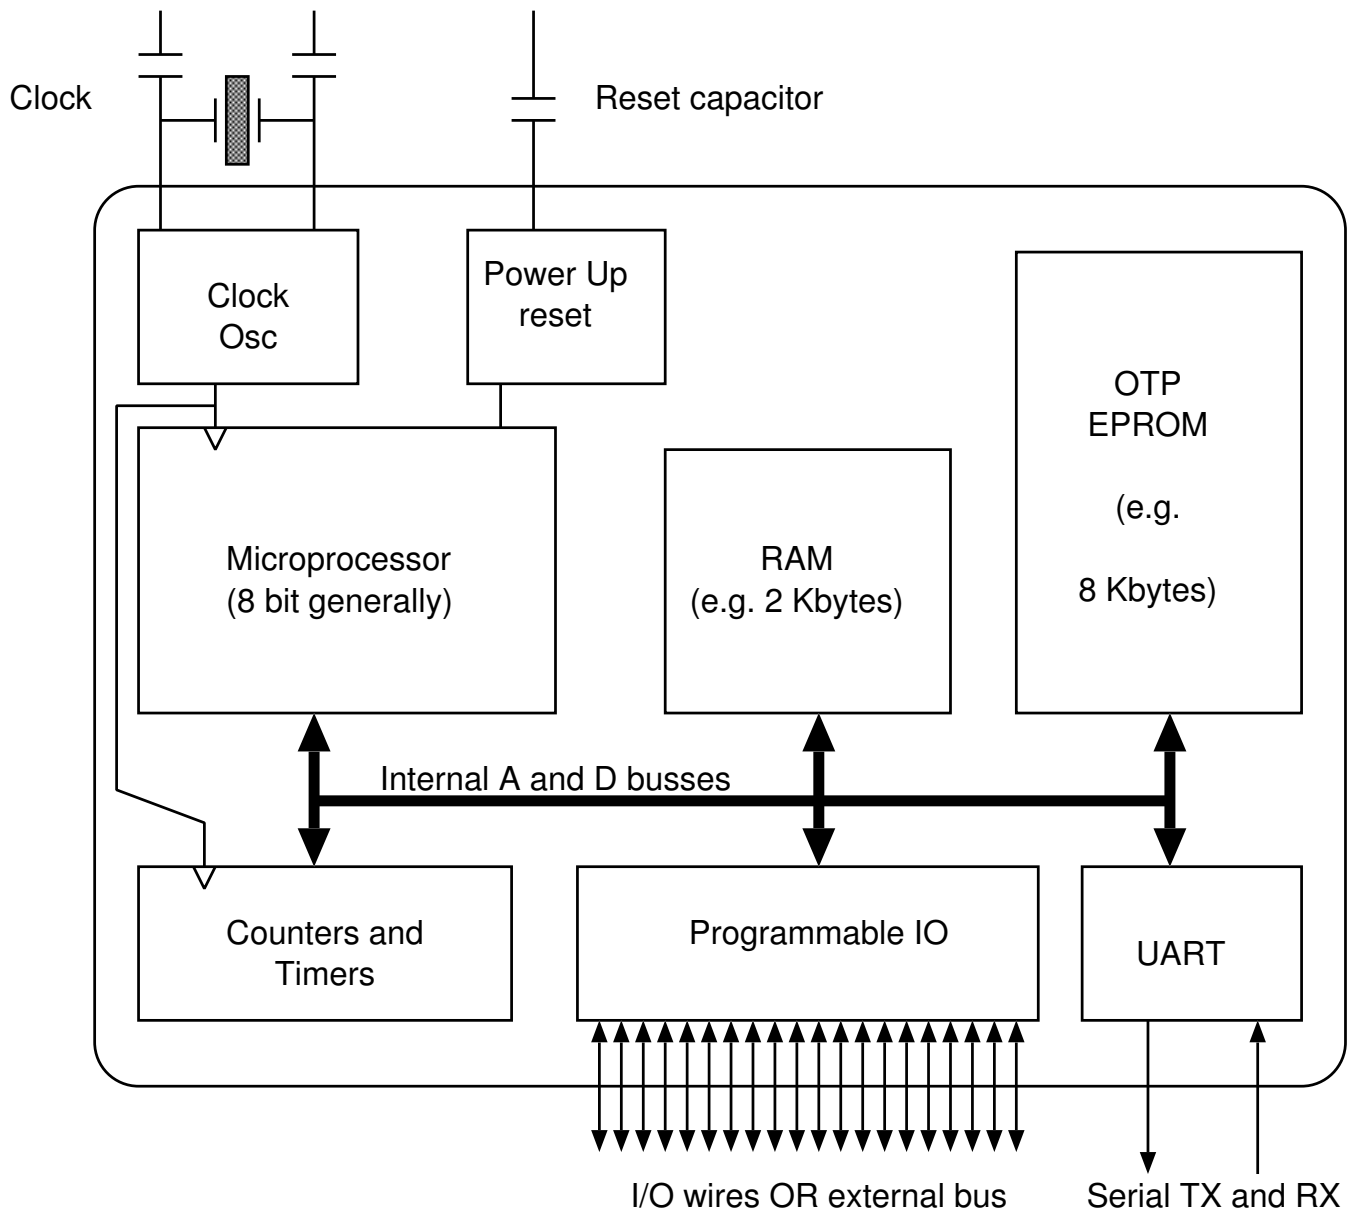 Clock
Reset capacitor
Clock
Osc
Power Up
reset
OTP
EPROM
(e.g.
8 Kbytes)
Microprocessor
(8 bit generally)
RAM
(e.g. 2 Kbytes)
Internal A and D busses
Counters and
Timers
Programmable IO
UART
I/O wires OR external bus
Serial TX and RX